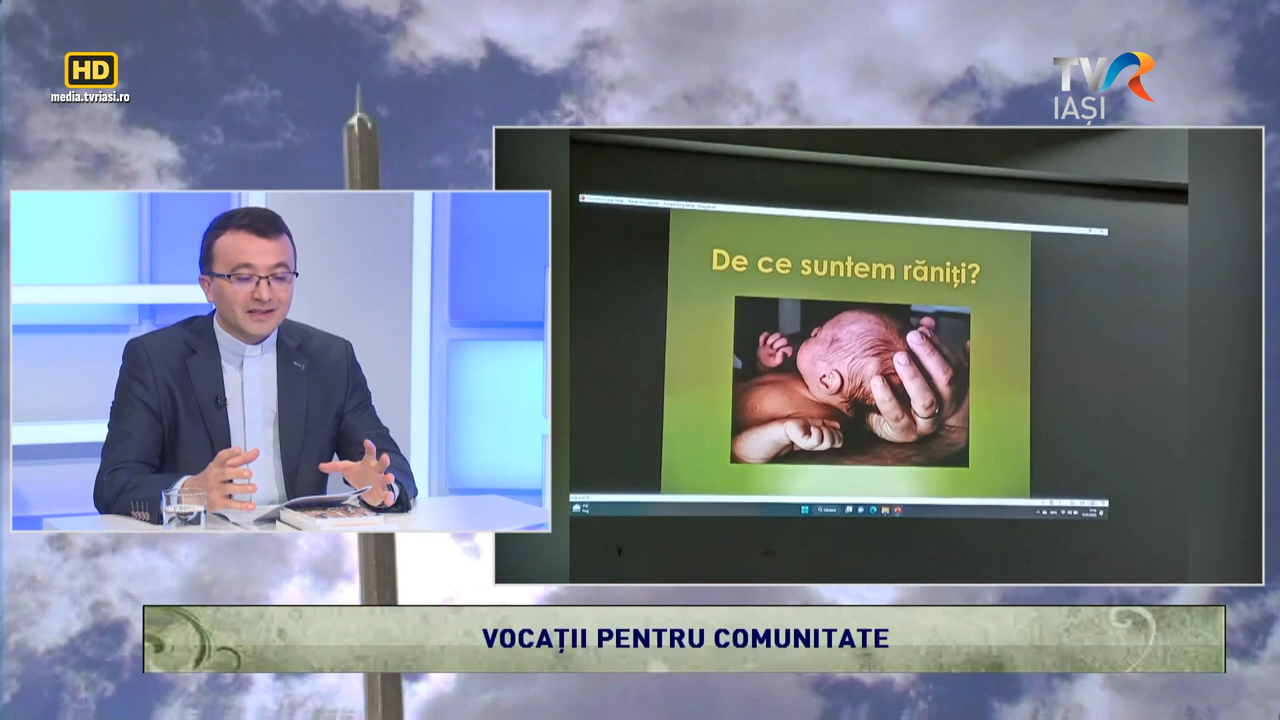 HD
media.tvriasi.ro
TVR
IAȘI
De ce suntem răniți?
VOCAȚII PENTRU COMUNITATE